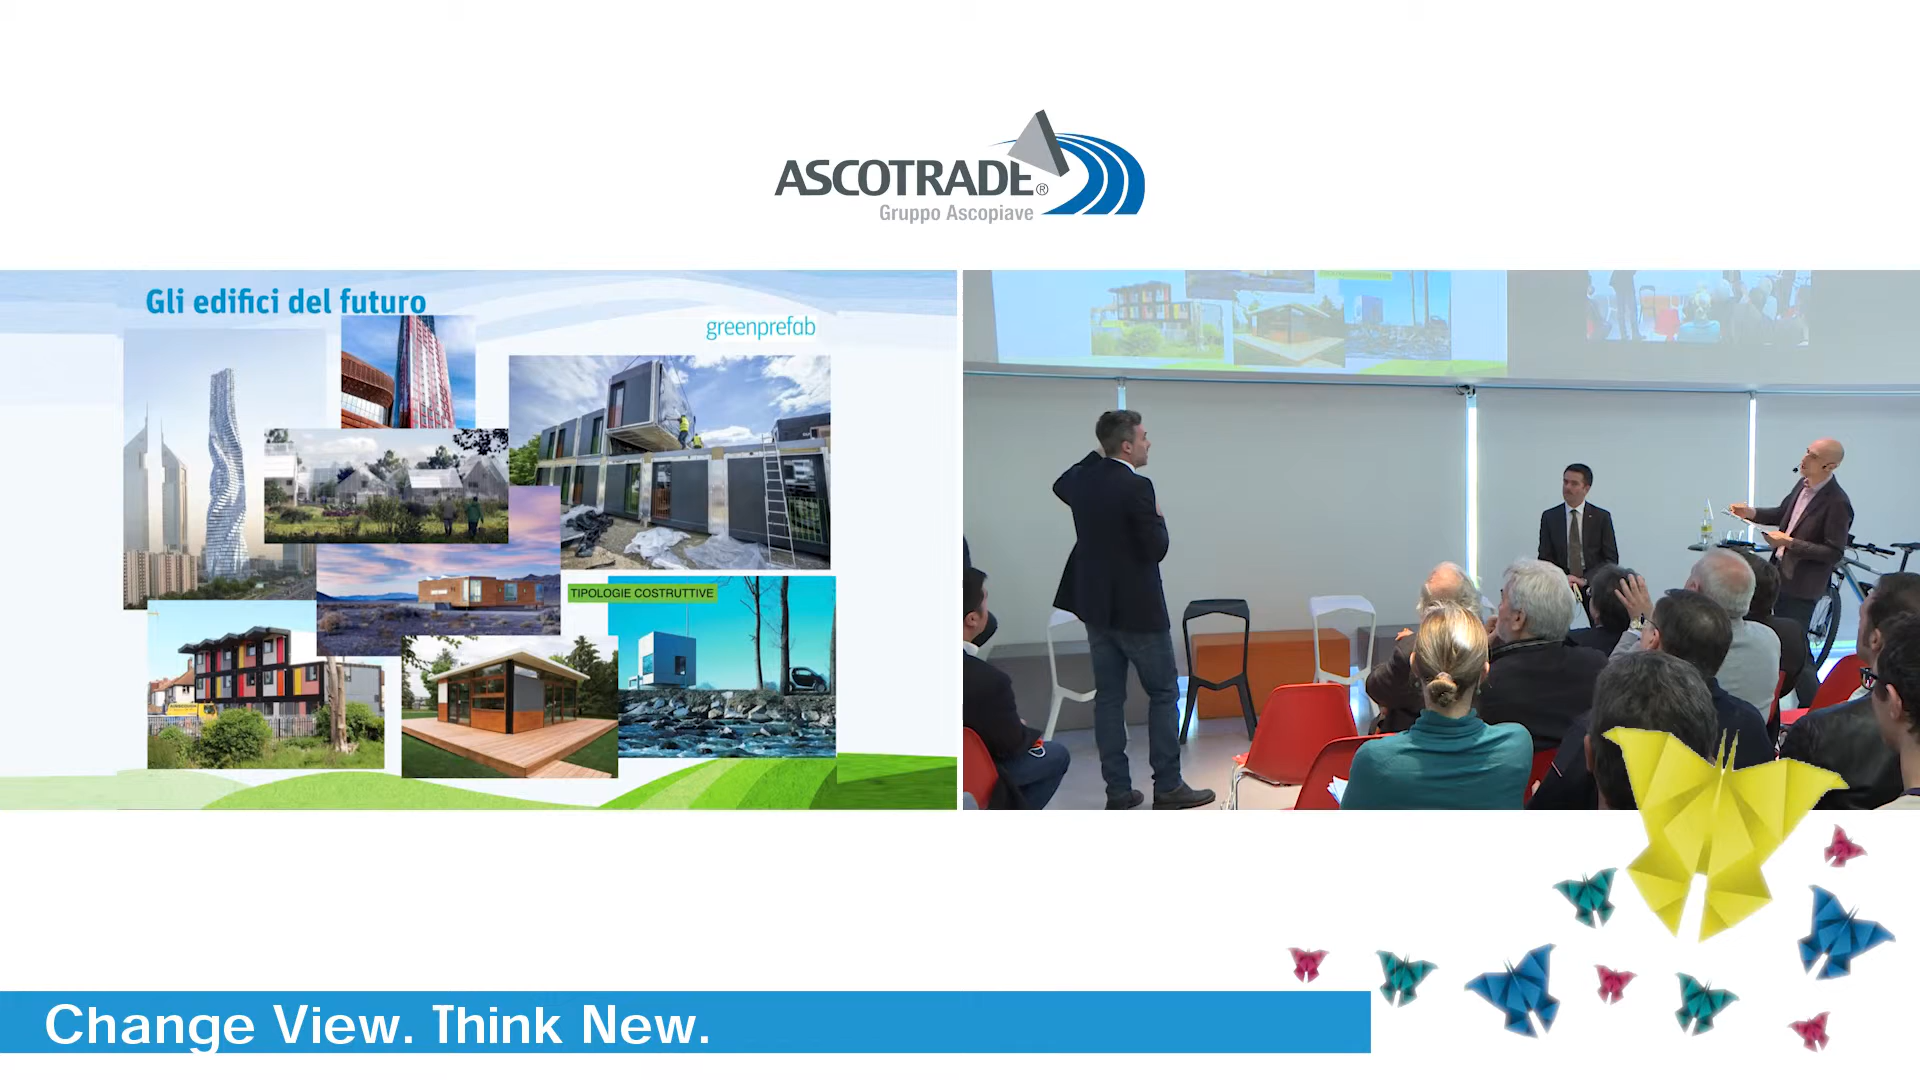 ASCOTRADE®
Gruppo Ascopiave
Gli edifici del futuro
greenprefab
TIPOLOGIE COSTRUTTIVE
Change View. Think New.